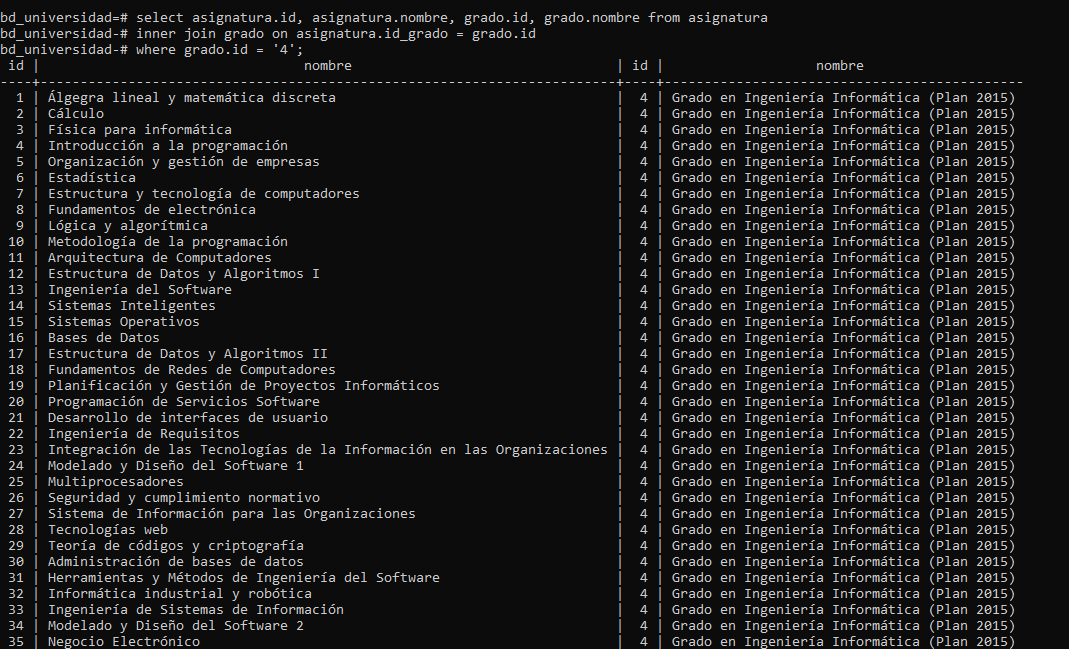 bd_universidad=# select asignatura.id, asignatura.nombre, grado.id, grado.nombre from asignatura
bd_universidad-# inner join grado on asignatura.id_grado = grado.id
bd_universidad-# where grado.id = '4';
id | nombre | id | nombre
----+------------------------------------------------------------------------+----+---------------------------------------------
1 | Álgegra lineal y matemática discreta | 4 | Grado en Ingeniería Informática (Plan 2015)
2 | Cálculo | 4 | Grado en Ingeniería Informática (Plan 2015)
3 | Física para informática | 4 | Grado en Ingeniería Informática (Plan 2015)
4 | Introducción a la programación | 4 | Grado en Ingeniería Informática (Plan 2015)
5 | Organización y gestión de empresas | 4 | Grado en Ingeniería Informática (Plan 2015)
6 | Estadística | 4 | Grado en Ingeniería Informática (Plan 2015)
7 | Estructura y tecnología de computadores | 4 | Grado en Ingeniería Informática (Plan 2015)
8 | Fundamentos de electrónica | 4 | Grado en Ingeniería Informática (Plan 2015)
9 | Lógica y algorítmica | 4 | Grado en Ingeniería Informática (Plan 2015)
10 | Metodología de la programación | 4 | Grado en Ingeniería Informática (Plan 2015)
11 | Arquitectura de Computadores | 4 | Grado en Ingeniería Informática (Plan 2015)
12 | Estructura de Datos y Algoritmos I | 4 | Grado en Ingeniería Informática (Plan 2015)
13 | Ingeniería del Software | 4 | Grado en Ingeniería Informática (Plan 2015)
14 | Sistemas Inteligentes | 4 | Grado en Ingeniería Informática (Plan 2015)
15 | Sistemas Operativos | 4 | Grado en Ingeniería Informática (Plan 2015)
16 | Bases de Datos | 4 | Grado en Ingeniería Informática (Plan 2015)
17 | Estructura de Datos y Algoritmos II | 4 | Grado en Ingeniería Informática (Plan 2015)
18 | Fundamentos de Redes de Computadores | 4 | Grado en Ingeniería Informática (Plan 2015)
19 | Planificación y Gestión de Proyectos Informáticos | 4 | Grado en Ingeniería Informática (Plan 2015)
20 | Programación de Servicios Software | 4 | Grado en Ingeniería Informática (Plan 2015)
21 | Desarrollo de interfaces de usuario | 4 | Grado en Ingeniería Informática (Plan 2015)
22 | Ingeniería de Requisitos | 4 | Grado en Ingeniería Informática (Plan 2015)
23 | Integración de las Tecnologías de la Información en las Organizaciones | 4 | Grado en Ingeniería Informática (Plan 2015)
24 | Modelado y Diseño del Software 1 | 4 | Grado en Ingeniería Informática (Plan 2015)
25 | Multiprocesadores | 4 | Grado en Ingeniería Informática (Plan 2015)
26 | Seguridad y cumplimiento normativo | 4 | Grado en Ingeniería Informática (Plan 2015)
27 | Sistema de Información para las Organizaciones | 4 | Grado en Ingeniería Informática (Plan 2015)
28 | Tecnologías web | 4 | Grado en Ingeniería Informática (Plan 2015)
29 | Teoría de códigos y criptografía | 4 | Grado en Ingeniería Informática (Plan 2015)
30 | Administración de bases de datos | 4 | Grado en Ingeniería Informática (Plan 2015)
31 | Herramientas y Métodos de Ingeniería del Software | 4 | Grado en Ingeniería Informática (Plan 2015)
32 | Informática industrial y robótica | 4 | Grado en Ingeniería Informática (Plan 2015)
33 | Ingeniería de Sistemas de Información | 4 | Grado en Ingeniería Informática (Plan 2015)
34 | Modelado y Diseño del Software 2 | 4 | Grado en Ingeniería Informática (Plan 2015)
35 | Negocio Electrónico | 4 | Grado en Ingeniería Informática (Plan 2015)